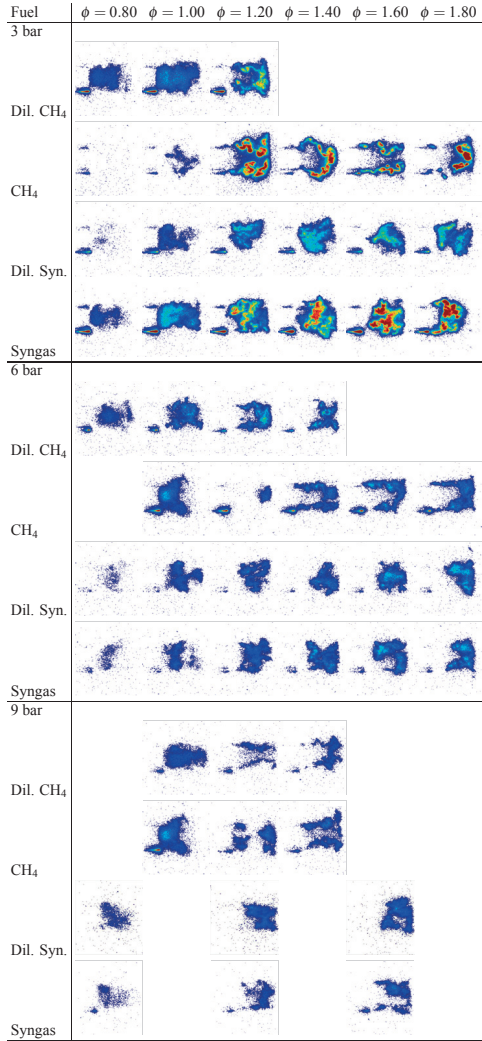 Fuel ϕ = 0.80 ϕ = 1.00 ϕ = 1.20 ϕ = 1.40 ϕ = 1.60 ϕ = 1.80
3 bar
Dil. CH₄
CH₄
Dil. Syn.
Syngas
6 bar
Dil. CH₄
CH₄
Dil. Syn.
Syngas
9 bar
Dil. CH₄
CH₄
Dil. Syn.
Syngas